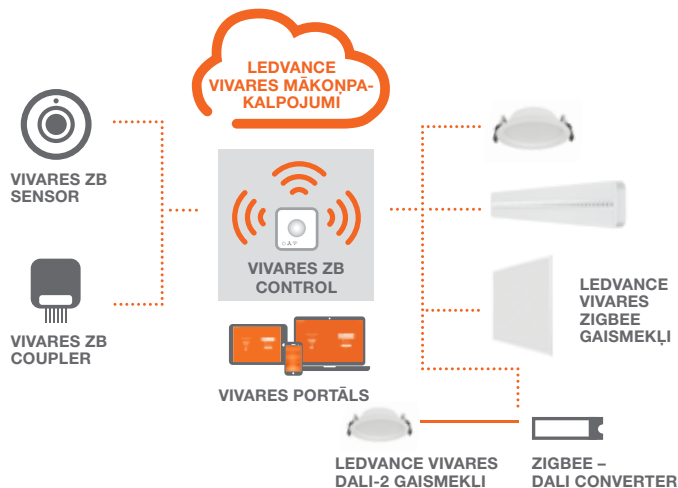 LEDVANCE
VIVARES MĀKOŅPA-
KALPOJUMI
VIVARES ZB
SENSOR
VIVARES ZB
CONTROL
VIVARES ZB
COUPLER
LEDVANCE
VIVARES
ZIGBEE
GAISMEKĻI
VIVARES PORTĀLS
LEDVANCE VIVARES
DALI-2 GAISMEKLI
ZIGBEE –
DALI CONVERTER